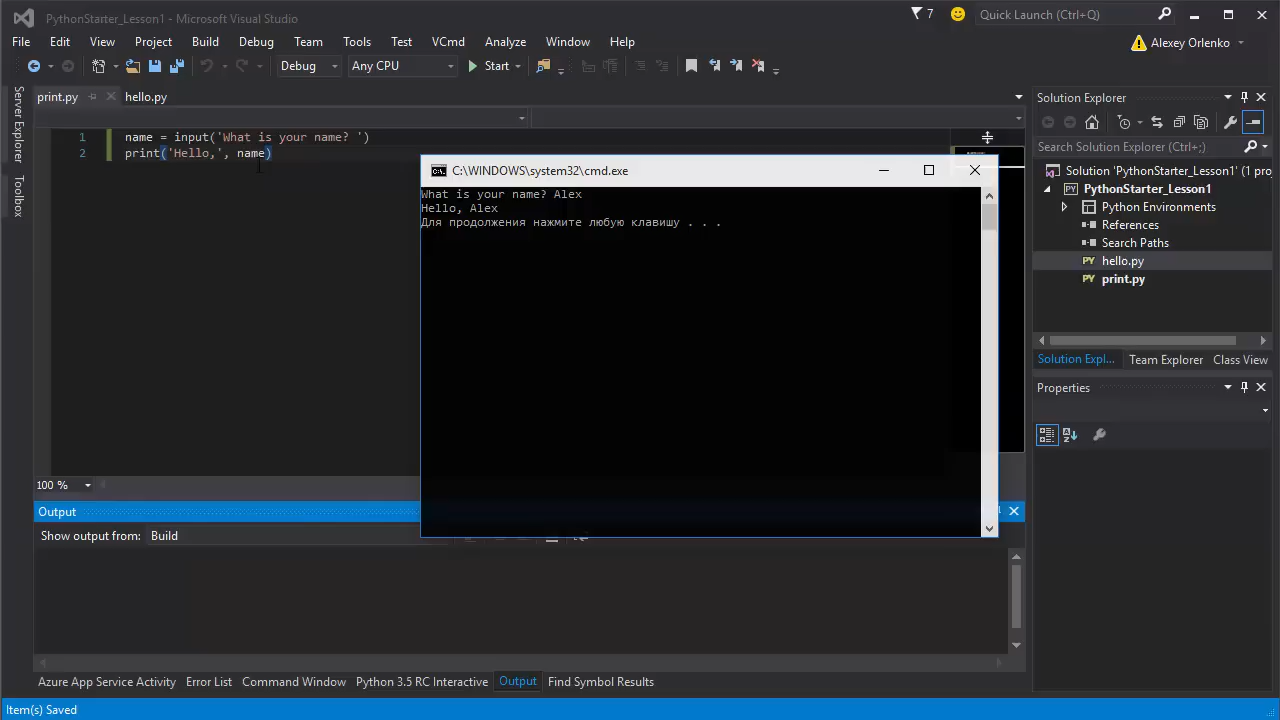 PythonStarter_Lesson1 - Microsoft Visual Studio
7
Quick Launch (Ctrl+Q)
File Edit View Project Build Debug Team Tools Test VCmd Analyze Window Help
Alexey Orlenko
Debug Any CPU Start
print.py hello.py
Server Explorer
Toolbox
1 name = input('What is your name? ')
2 print('Hello,', name)
C:\WINDOWS\system32\cmd.exe
What is your name? Alex
Hello, Alex
Для продолжения нажмите любую клавишу . . .
Solution Explorer
Search Solution Explorer (Ctrl+;)
Solution 'PythonStarter_Lesson1' (1 proj
PythonStarter_Lesson1
Python Environments
References
Search Paths
PY hello.py
PY print.py
Solution Expl... Team Explorer Class View
Properties
100 %
Output
Show output from: Build
Azure App Service Activity Error List Command Window Python 3.5 RC Interactive Output Find Symbol Results
Item(s) Saved